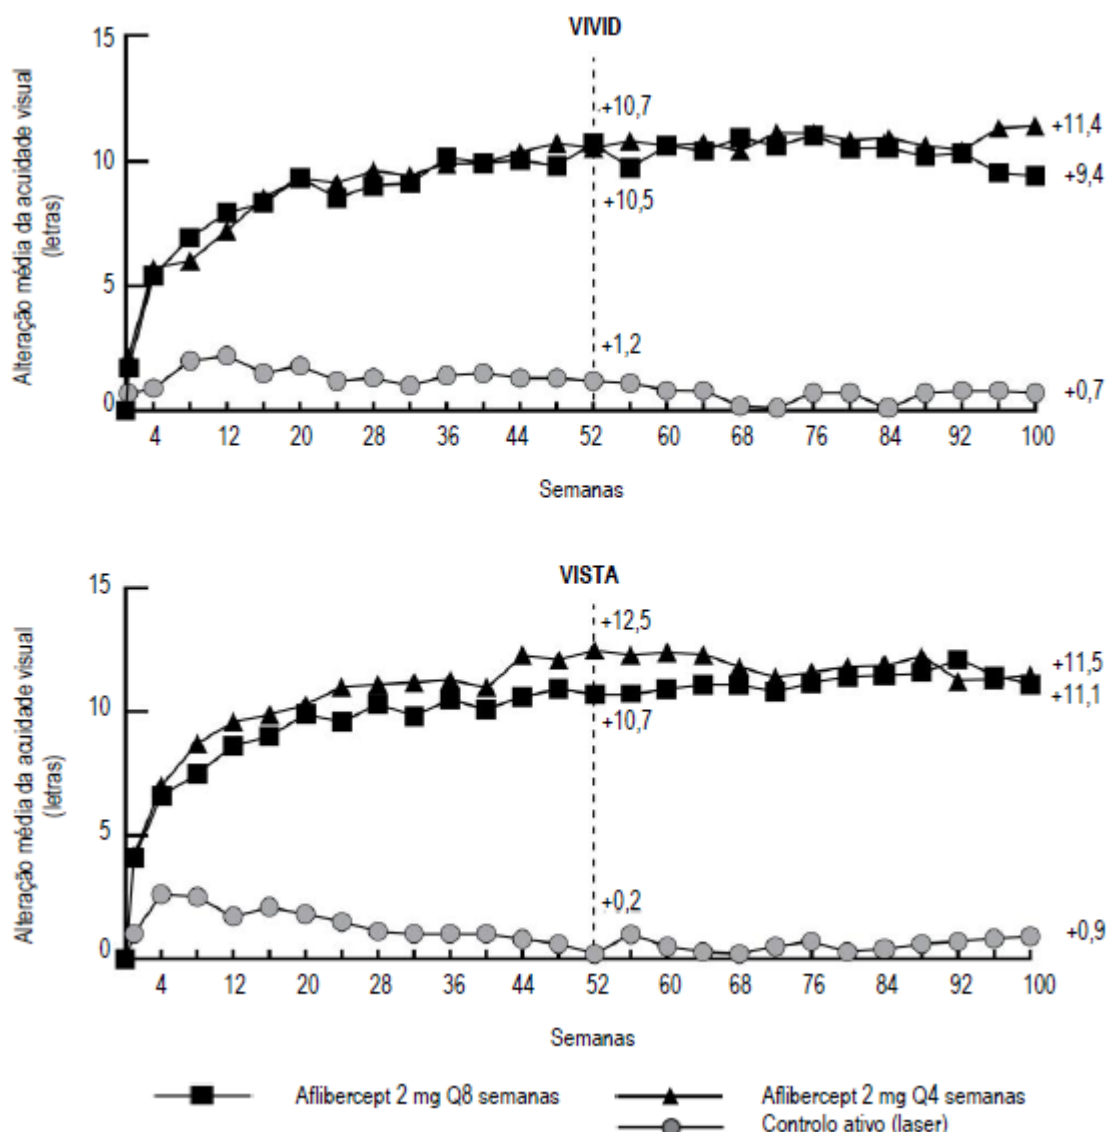 VIVID
Alteração média da acuidade visual
(letras)
15
10
5
0
+10,7
+10,5
+1,2
+11,4
+9,4
+0,7
4 12 20 28 36 44 52 60 68 76 84 92 100
Semanas
VISTA
Alteração média da acuidade visual
(letras)
15
10
5
0
+12,5
+10,7
+0,2
+11,5
+11,1
+0,9
4 12 20 28 36 44 52 60 68 76 84 92 100
Semanas
Aflibercept 2 mg Q8 semanas
Aflibercept 2 mg Q4 semanas
Controlo ativo (laser)